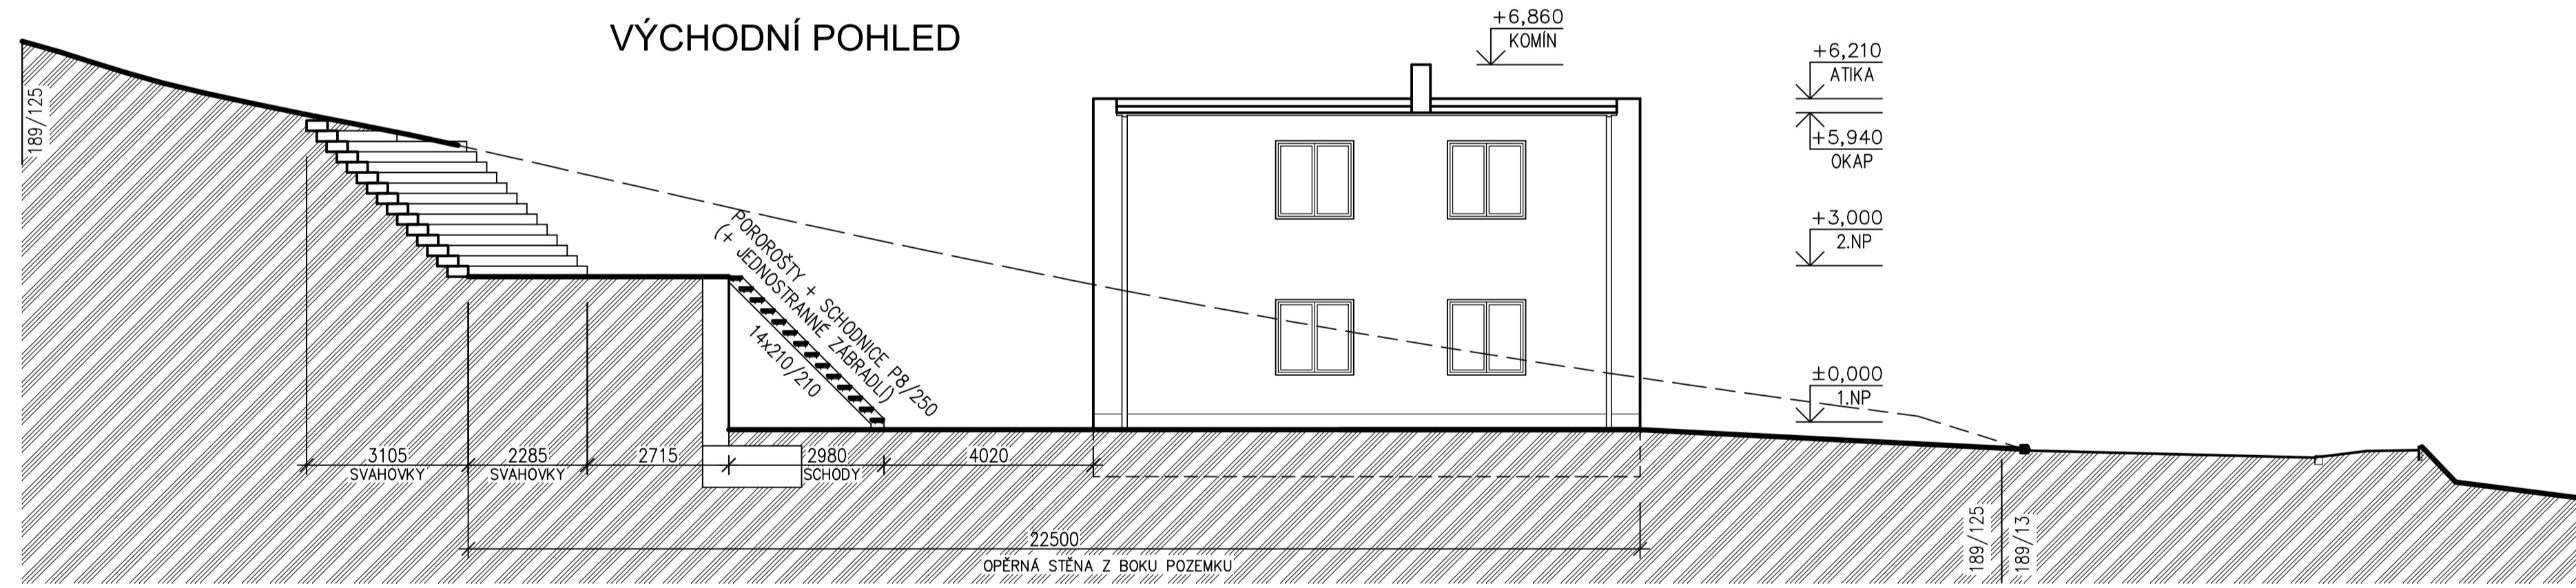 VÝCHODNÍ POHLED
+6,860
KOMÍN
+6,210
ATIKA
+5,940
OKAP
+3,000
2.NP
±0,000
1.NP
189/125
POROROŠTY + SCHODNICE P8/250
(+ JEDNOSTRANNÉ ZÁBRADLÍ)
14x210/210
3105
SVAHOVKY
2285
SVAHOVKY
2715
2980
SCHODY
4020
22500
OPĚRNÁ STĚNA Z BOKU POZEMKU
189/125
189/13